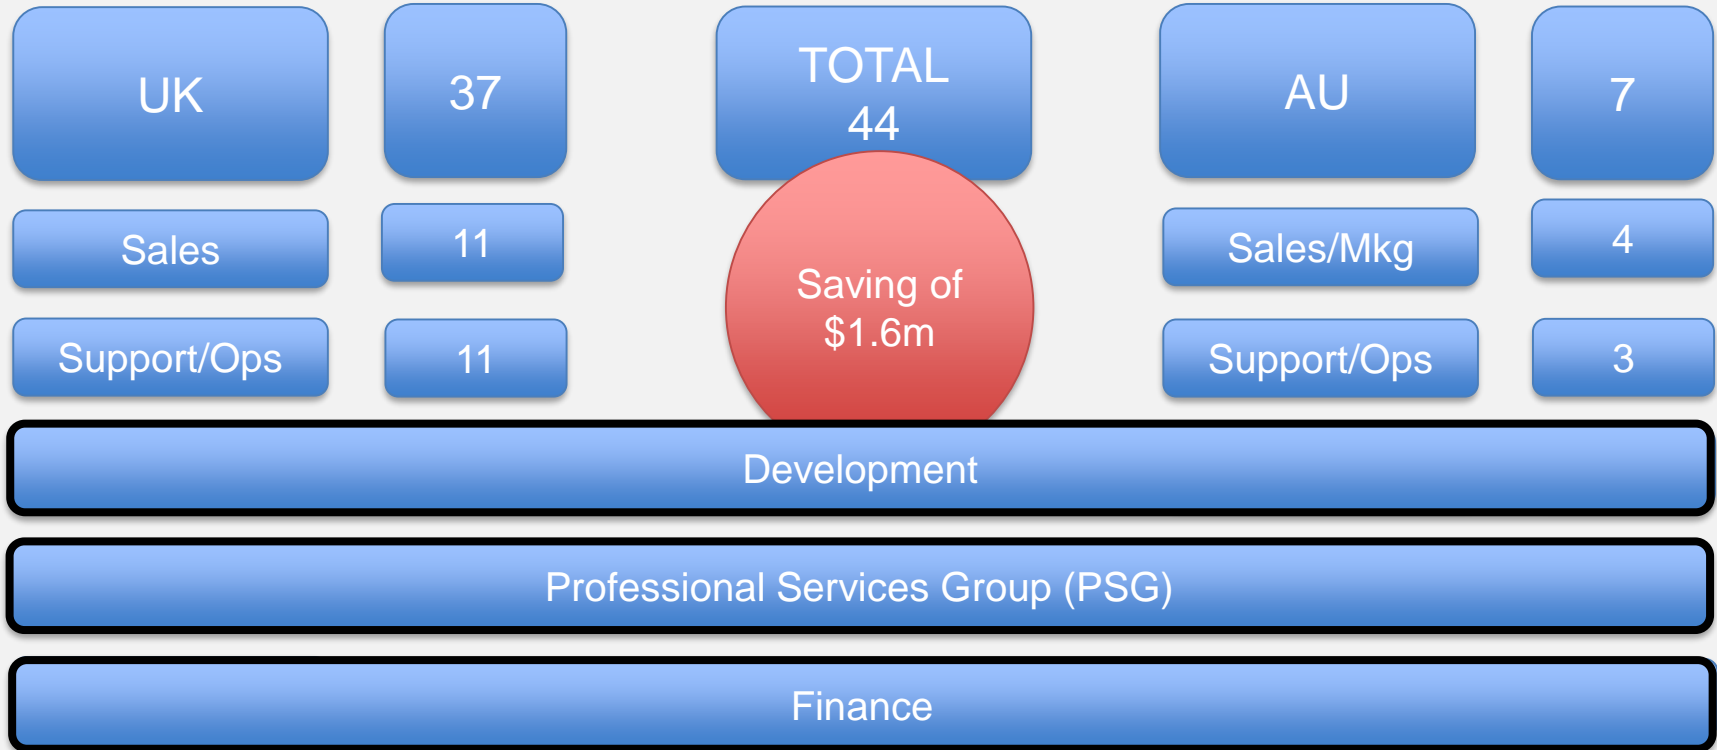 UK
37
TOTAL
44
AU
7
Sales
11
Saving of
$1.6m
Sales/Mkg
4
Support/Ops
11
Support/Ops
3
Development
Professional Services Group (PSG)
Finance